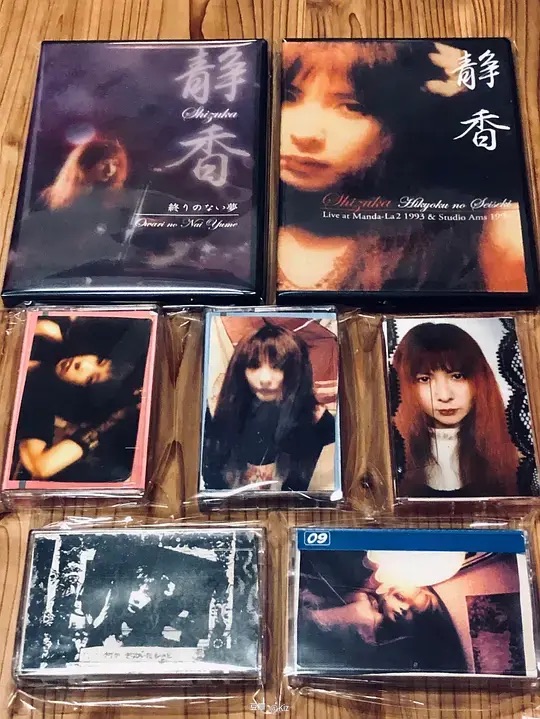 静
Shizuka
香
終りのない夢
Owari no Nai Yume
静
香
Shizuka Hikyoku no Seiseki
Live at Manda-La2 1993 & Studio Ams 199
09